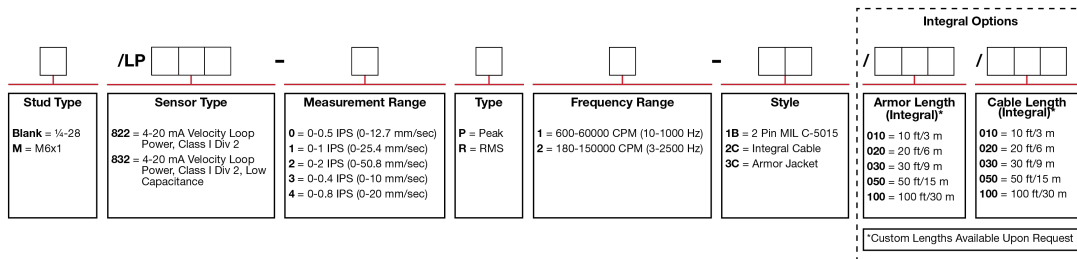 Integral Options
/LP
-
-
/
/
Stud Type
Blank = ¼-28
M = M6x1
Sensor Type
822 = 4-20 mA Velocity Loop
Power, Class I Div 2
832 = 4-20 mA Velocity Loop
Power, Class I Div 2, Low
Capacitance
Measurement Range
0 = 0-0.5 IPS (0-12.7 mm/sec)
1 = 0-1 IPS (0-25.4 mm/sec)
2 = 0-2 IPS (0-50.8 mm/sec)
3 = 0-0.4 IPS (0-10 mm/sec)
4 = 0-0.8 IPS (0-20 mm/sec)
Type
P = Peak
R = RMS
Frequency Range
1 = 600-60000 CPM (10-1000 Hz)
2 = 180-150000 CPM (3-2500 Hz)
Style
1B = 2 Pin MIL C-5015
2C = Integral Cable
3C = Armor Jacket
Armor Length
(Integral)*
010 = 10 ft/3 m
020 = 20 ft/6 m
030 = 30 ft/9 m
050 = 50 ft/15 m
100 = 100 ft/30 m
Cable Length
(Integral)*
010 = 10 ft/3 m
020 = 20 ft/6 m
030 = 30 ft/9 m
050 = 50 ft/15 m
100 = 100 ft/30 m
*Custom Lengths Available Upon Request